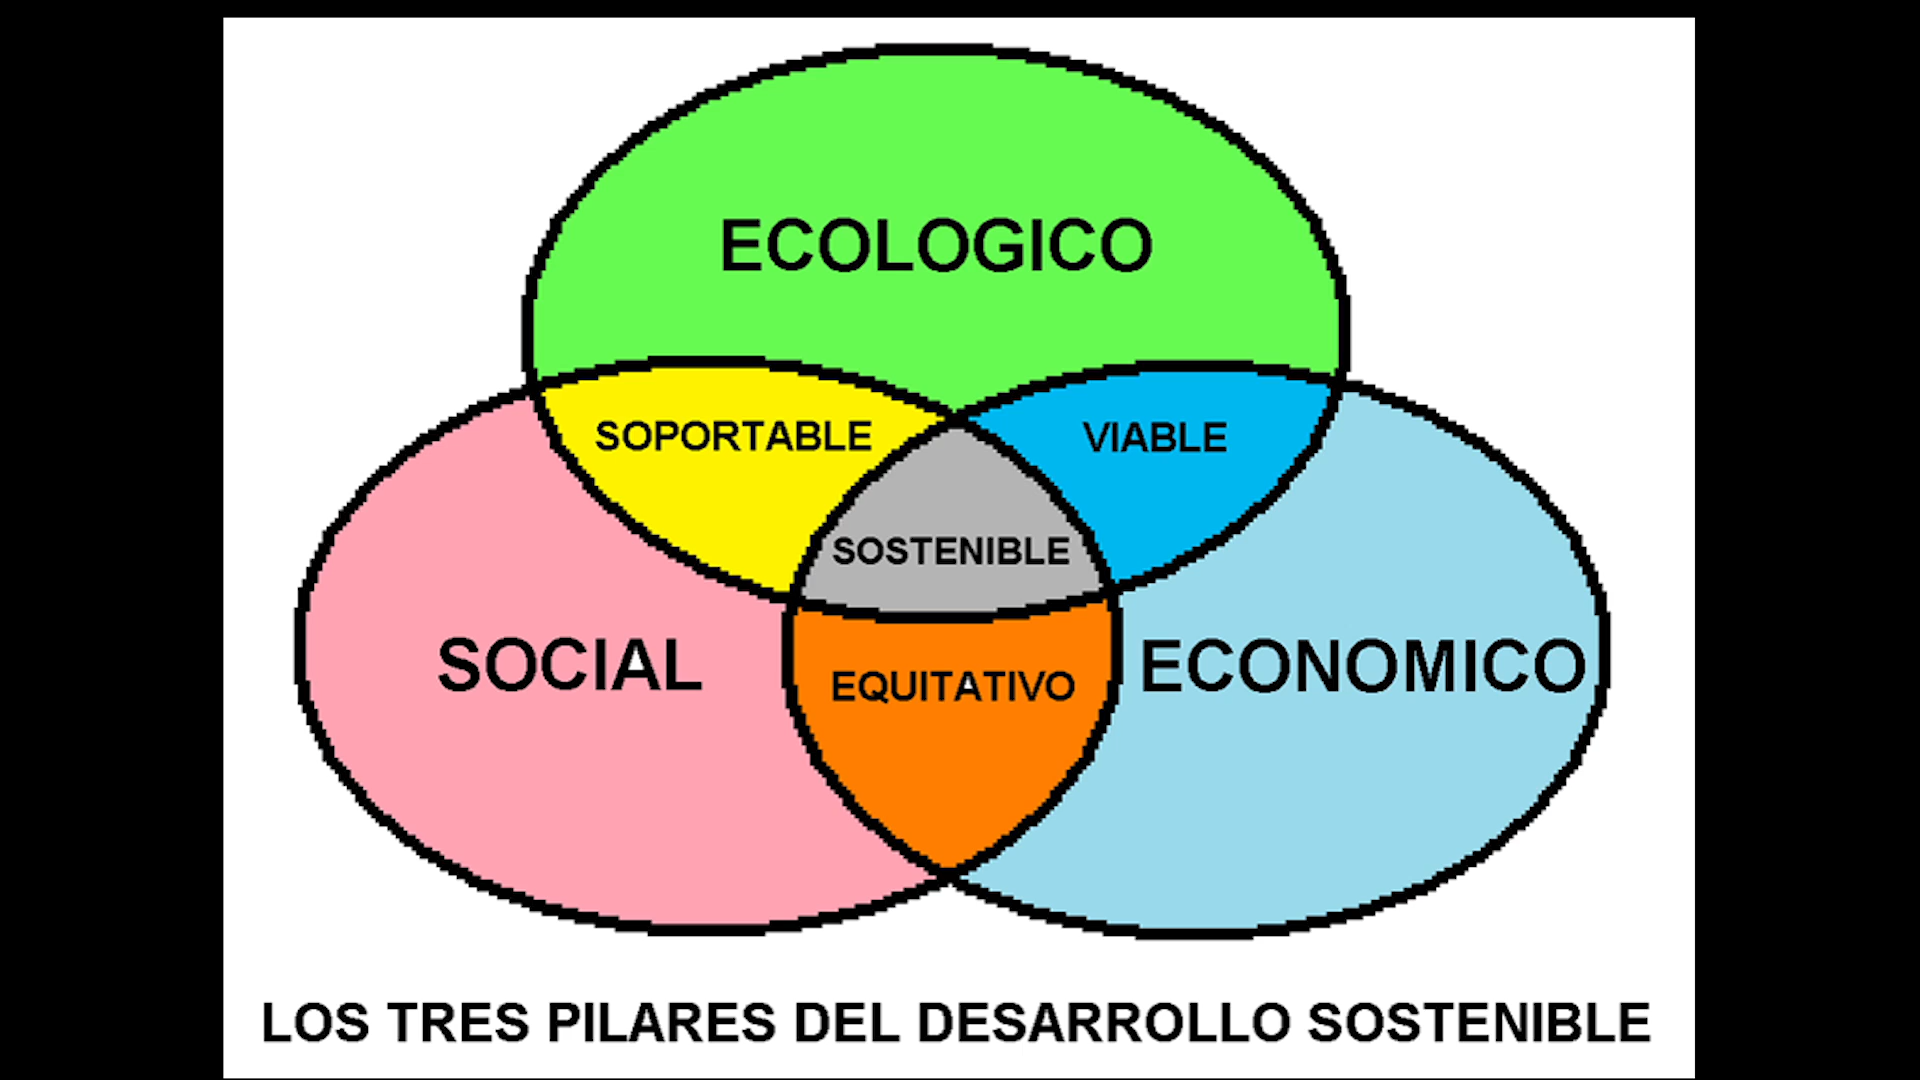 ECOLOGICO
SOPORTABLE
VIABLE
SOSTENIBLE
SOCIAL
EQUITATIVO
ECONOMICO
LOS TRES PILARES DEL DESARROLLO SOSTENIBLE